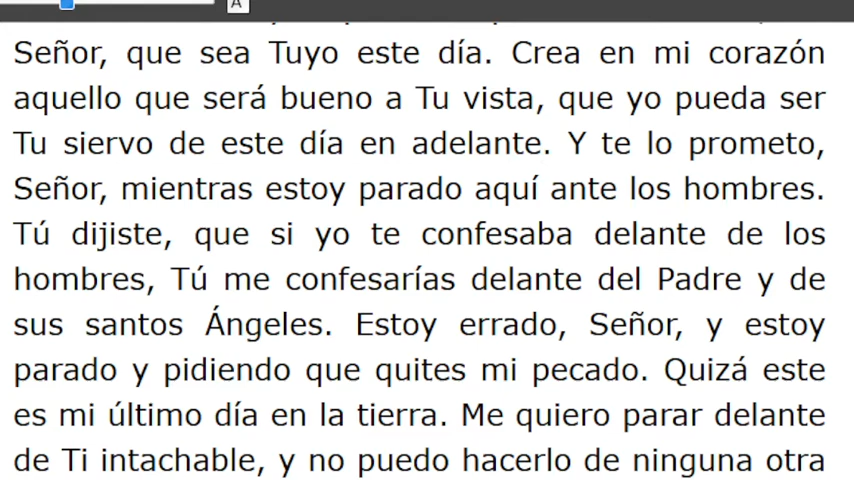 A
Señor, que sea Tuyo este día. Crea en mi corazón
aquello que será bueno a Tu vista, que yo pueda ser
Tu siervo de este día en adelante. Y te lo prometo,
Señor, mientras estoy parado aquí ante los hombres.
Tú dijiste, que si yo te confesaba delante de los
hombres, Tú me confesarías delante del Padre y de
sus santos Ángeles. Estoy errado, Señor, y estoy
parado y pidiendo que quites mi pecado. Quizá este
es mi último día en la tierra. Me quiero parar delante
de Ti intachable, y no puedo hacerlo de ninguna otra